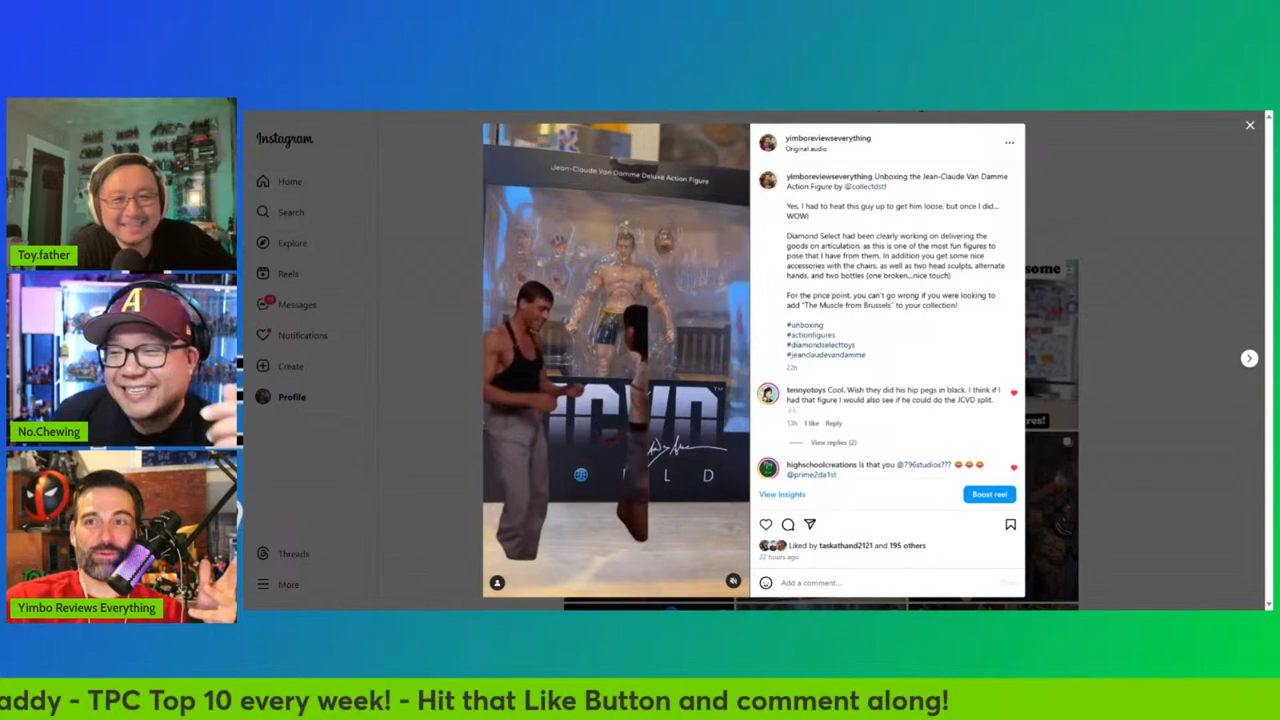 Toy.father
No.Chewing
Yimbo Reviews Everything
Instagram
Home
Search
Explore
Reels
Messages
Notifications
Create
Profile
Threads
More
Jean-Claude Van Damme Deluxe Action Figure
JCVD
L D
yimboreviewseverything
Original audio
yimboreviewseverything Unboxing the Jean-Claude Van Damme
Action Figure by @collectdst!
Yes, I had to heat this guy up to get him loose, but once I did...
WOW!
Diamond Select had been clearly working on delivering the
goods on articulation, as this is one of the most fun figures to
pose that I have from them. In addition you get some nice
accessories with the chairs, as well as two head sculpts, alternate
hands, and two bottles (one broken...nice touch)
For the price point, you can't go wrong if you were looking to
add "The Muscle from Brussels" to your collection!
#unboxing
#actionfigures
#diamondselecttoys
#jeanclaudevandamme
22h
tennyotoys Cool. Wish they did his hip pegs in black. I think if I
had that figure I would also see if he could do the JCVD split.
13h 1 like Reply
View replies (2)
highschoolcreations Is that you @796studios???
@prime2da1st
View insights
Boost reel
Liked by taskathand2121 and 195 others
22 hours ago
Add a comment...
some
res!
addy - TPC Top 10 every week! - Hit that Like Button and comment along!